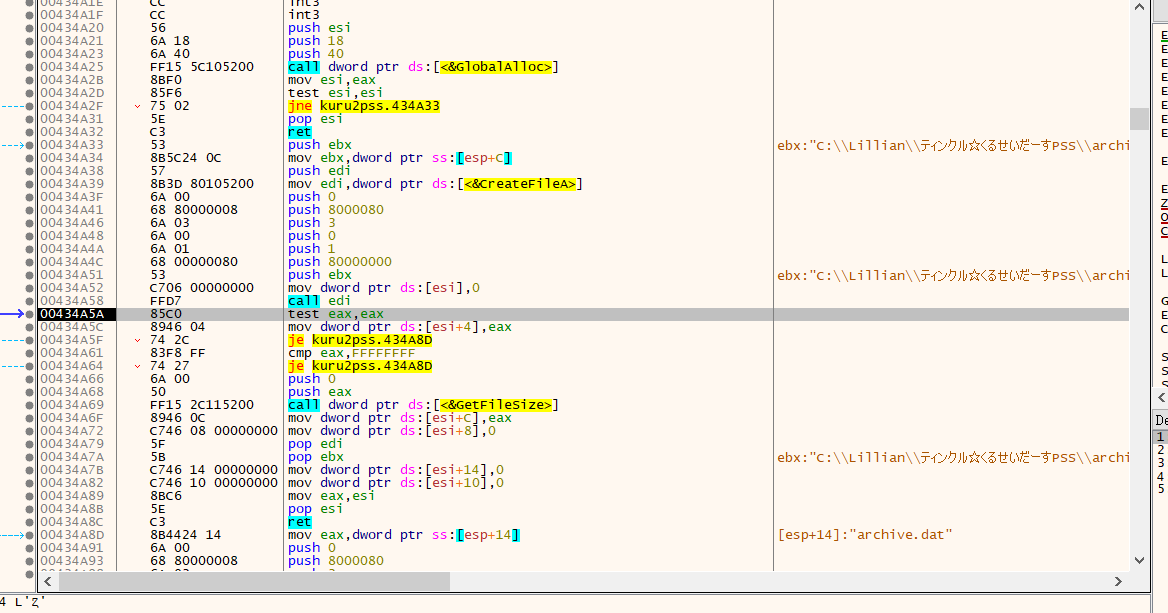 00434A1E CC int3
00434A1F CC int3
00434A20 56 push esi
00434A21 6A 18 push 18
00434A23 6A 40 push 40
00434A25 FF15 5C105200 call dword ptr ds:[<&GlobalAlloc>]
00434A2B 8BF0 mov esi,eax
00434A2D 85F6 test esi,esi
00434A2F 75 02 jne kuru2pss.434A33
00434A31 5E pop esi
00434A32 C3 ret
00434A33 53 push ebx ebx:"C:\\Lillian\\ティンクル☆くるせいだーすPSS\\archi
00434A34 8B5C24 0C mov ebx,dword ptr ss:[esp+C]
00434A38 57 push edi
00434A39 8B3D 80105200 mov edi,dword ptr ds:[<&CreateFileA>]
00434A3F 6A 00 push 0
00434A41 68 80000008 push 8000080
00434A46 6A 03 push 3
00434A48 6A 00 push 0
00434A4A 6A 01 push 1
00434A4C 68 00000080 push 80000000
00434A51 53 push ebx ebx:"C:\\Lillian\\ティンクル☆くるせいだーすPSS\\archi
00434A52 C706 00000000 mov dword ptr ds:[esi],0
00434A58 FFD7 call edi
00434A5A 85C0 test eax,eax
00434A5C 8946 04 mov dword ptr ds:[esi+4],eax
00434A5F 74 2C je kuru2pss.434A8D
00434A61 83F8 FF cmp eax,FFFFFFFF
00434A64 74 27 je kuru2pss.434A8D
00434A66 6A 00 push 0
00434A68 50 push eax
00434A69 FF15 2C115200 call dword ptr ds:[<&GetFileSize>]
00434A6F 8946 0C mov dword ptr ds:[esi+C],eax
00434A72 C746 08 00000000 mov dword ptr ds:[esi+8],0
00434A79 5F pop edi
00434A7A 5B pop ebx ebx:"C:\\Lillian\\ティンクル☆くるせいだーすPSS\\archi
00434A7B C746 14 00000000 mov dword ptr ds:[esi+14],0
00434A82 C746 10 00000000 mov dword ptr ds:[esi+10],0
00434A89 8BC6 mov eax,esi
00434A8B 5E pop esi
00434A8C C3 ret
00434A8D 8B4424 14 mov eax,dword ptr ss:[esp+14] [esp+14]:"archive.dat"
00434A91 6A 00 push 0
00434A93 68 80000008 push 8000080
De
1
2
3
4
5